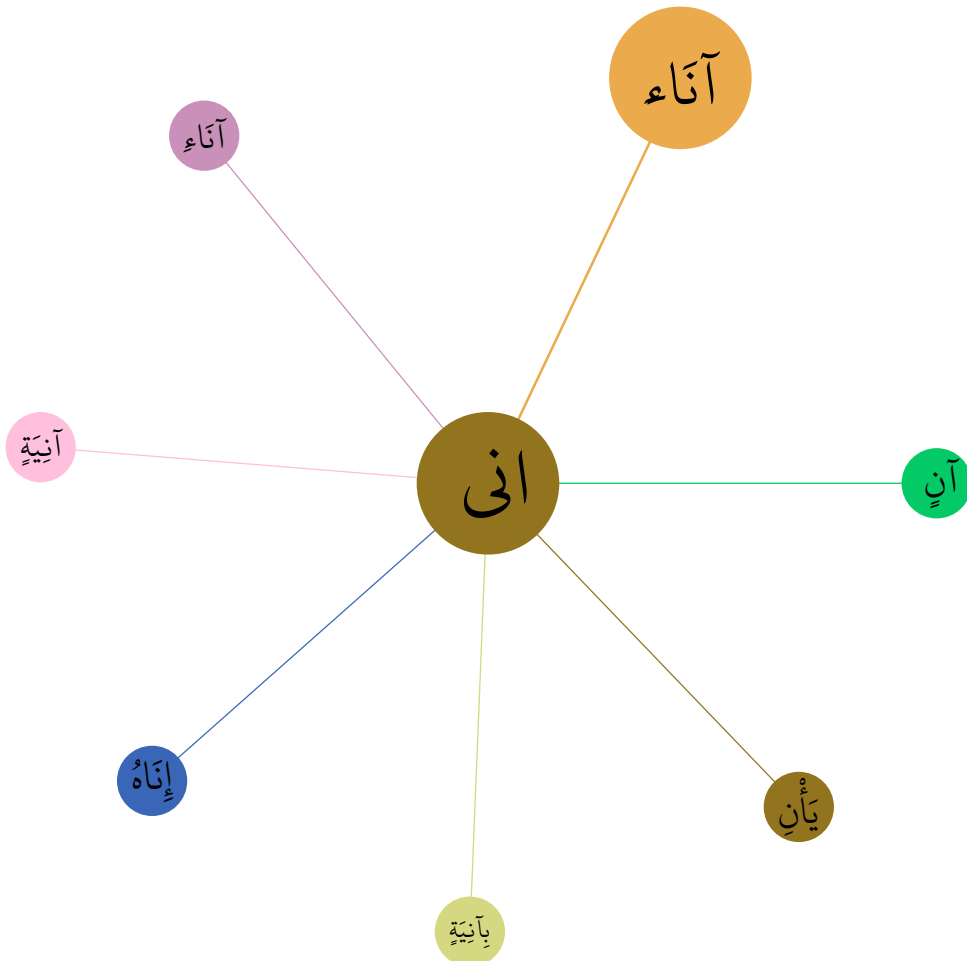 آنَاء
آنَاءِ
آنِيَةٍ
انى
آنٍ
إِنَاهُ
يَأْنِ
بِآنِيَةٍ